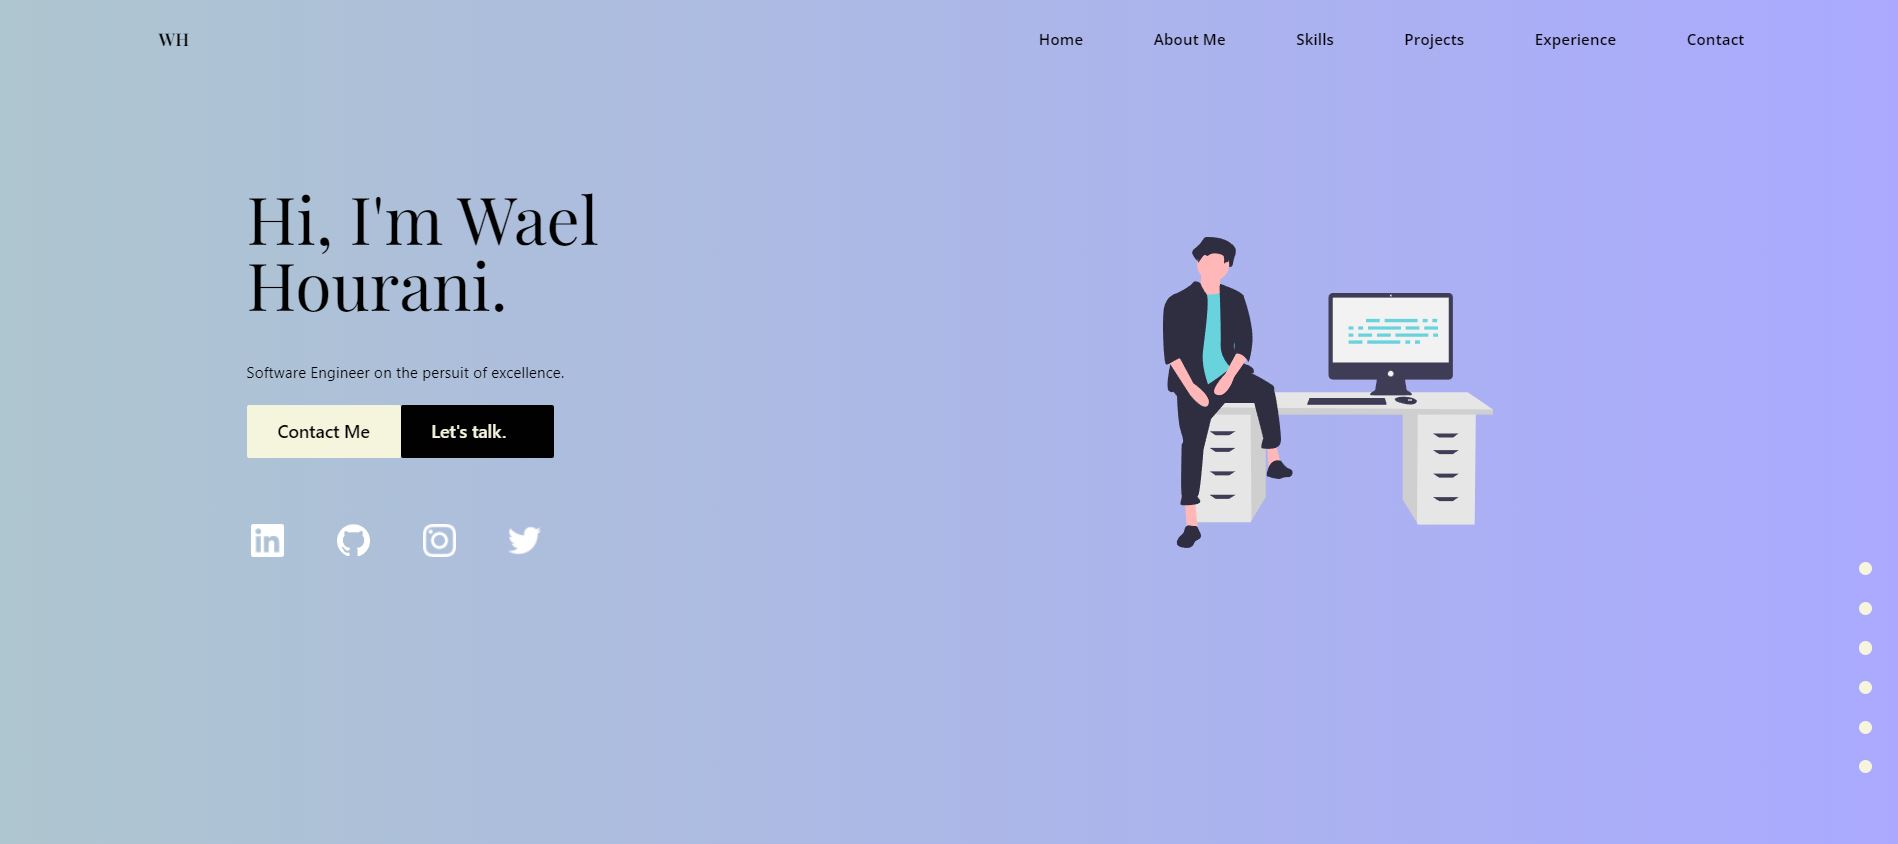 WH
Home
About Me
Skills
Projects
Experience
Contact
Hi, I'm Wael
Hourani.
Software Engineer on the persuit of excellence.
Contact Me
Let's talk.
in